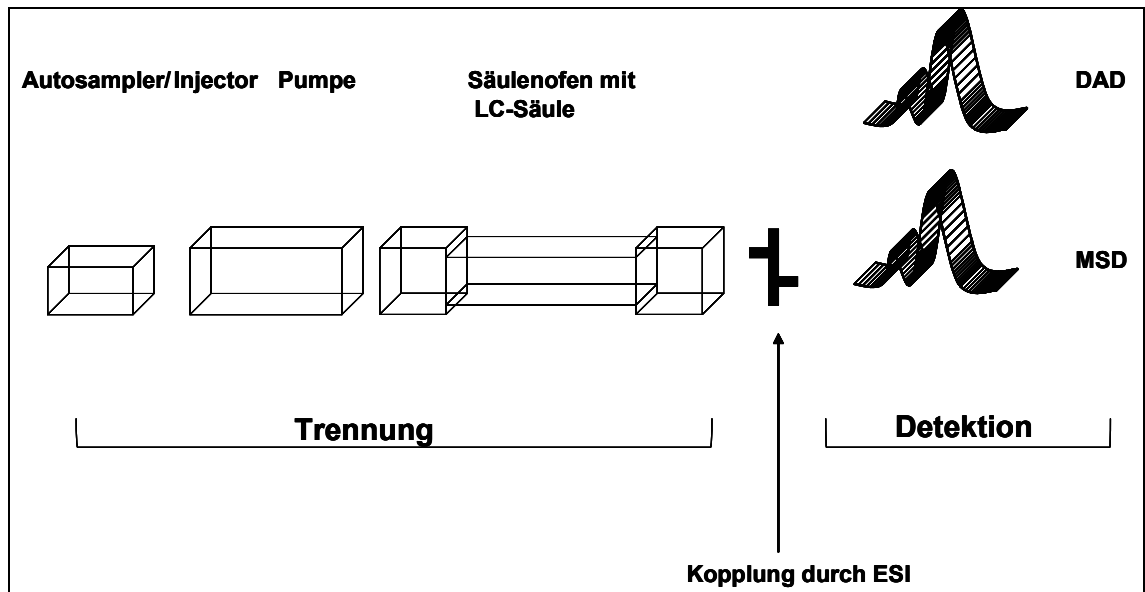 Autosampler/Injector Pumpe Säulenofen mit DAD
LC-Säule
MSD
Trennung Detektion
Kopplung durch ESI